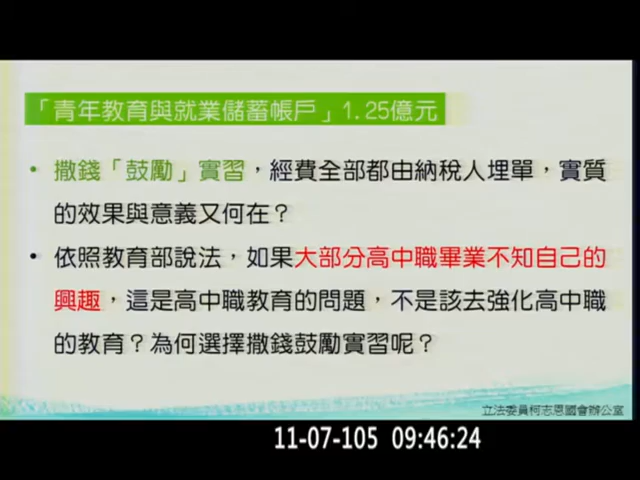 「青年教育與就業儲蓄帳戶」1.25億元
• 撒錢「鼓勵」實習，經費全部都由納稅人埋單，實質
的效果與意義又何在？
• 依照教育部說法，如果大部分高中職畢業不知自己的
興趣，這是高中職教育的問題，不是該去強化高中職
的教育？為何選擇撒錢鼓勵實習呢？
立法委員柯志恩國會辦公室
11-07-105 09:46:24